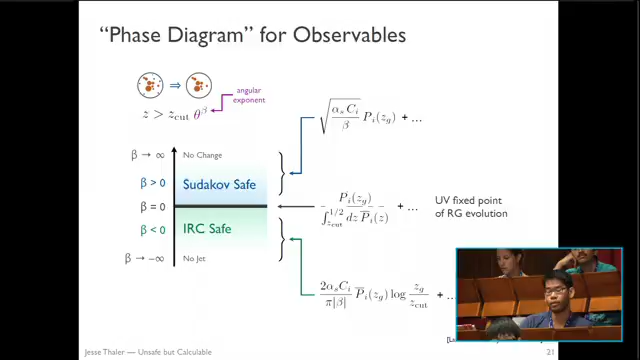 “Phase Diagram” for Observables
⇒
angular
exponent
z > z_cut θ^β
√(α_s C_i / β) P_i(z_g) + ...
β → ∞ No Change
β > 0 Sudakov Safe
β = 0
P̄_i(z_g) / ∫_{z_cut}^{1/2} dz P̄_i(z) + ...
UV fixed point
of RG evolution
β < 0 IRC Safe
β → −∞ No Jet
2α_s C_i / π|β| P̄_i(z_g) log z_g / z_cut + ...
Jesse Thaler — Unsafe but Calculable
21